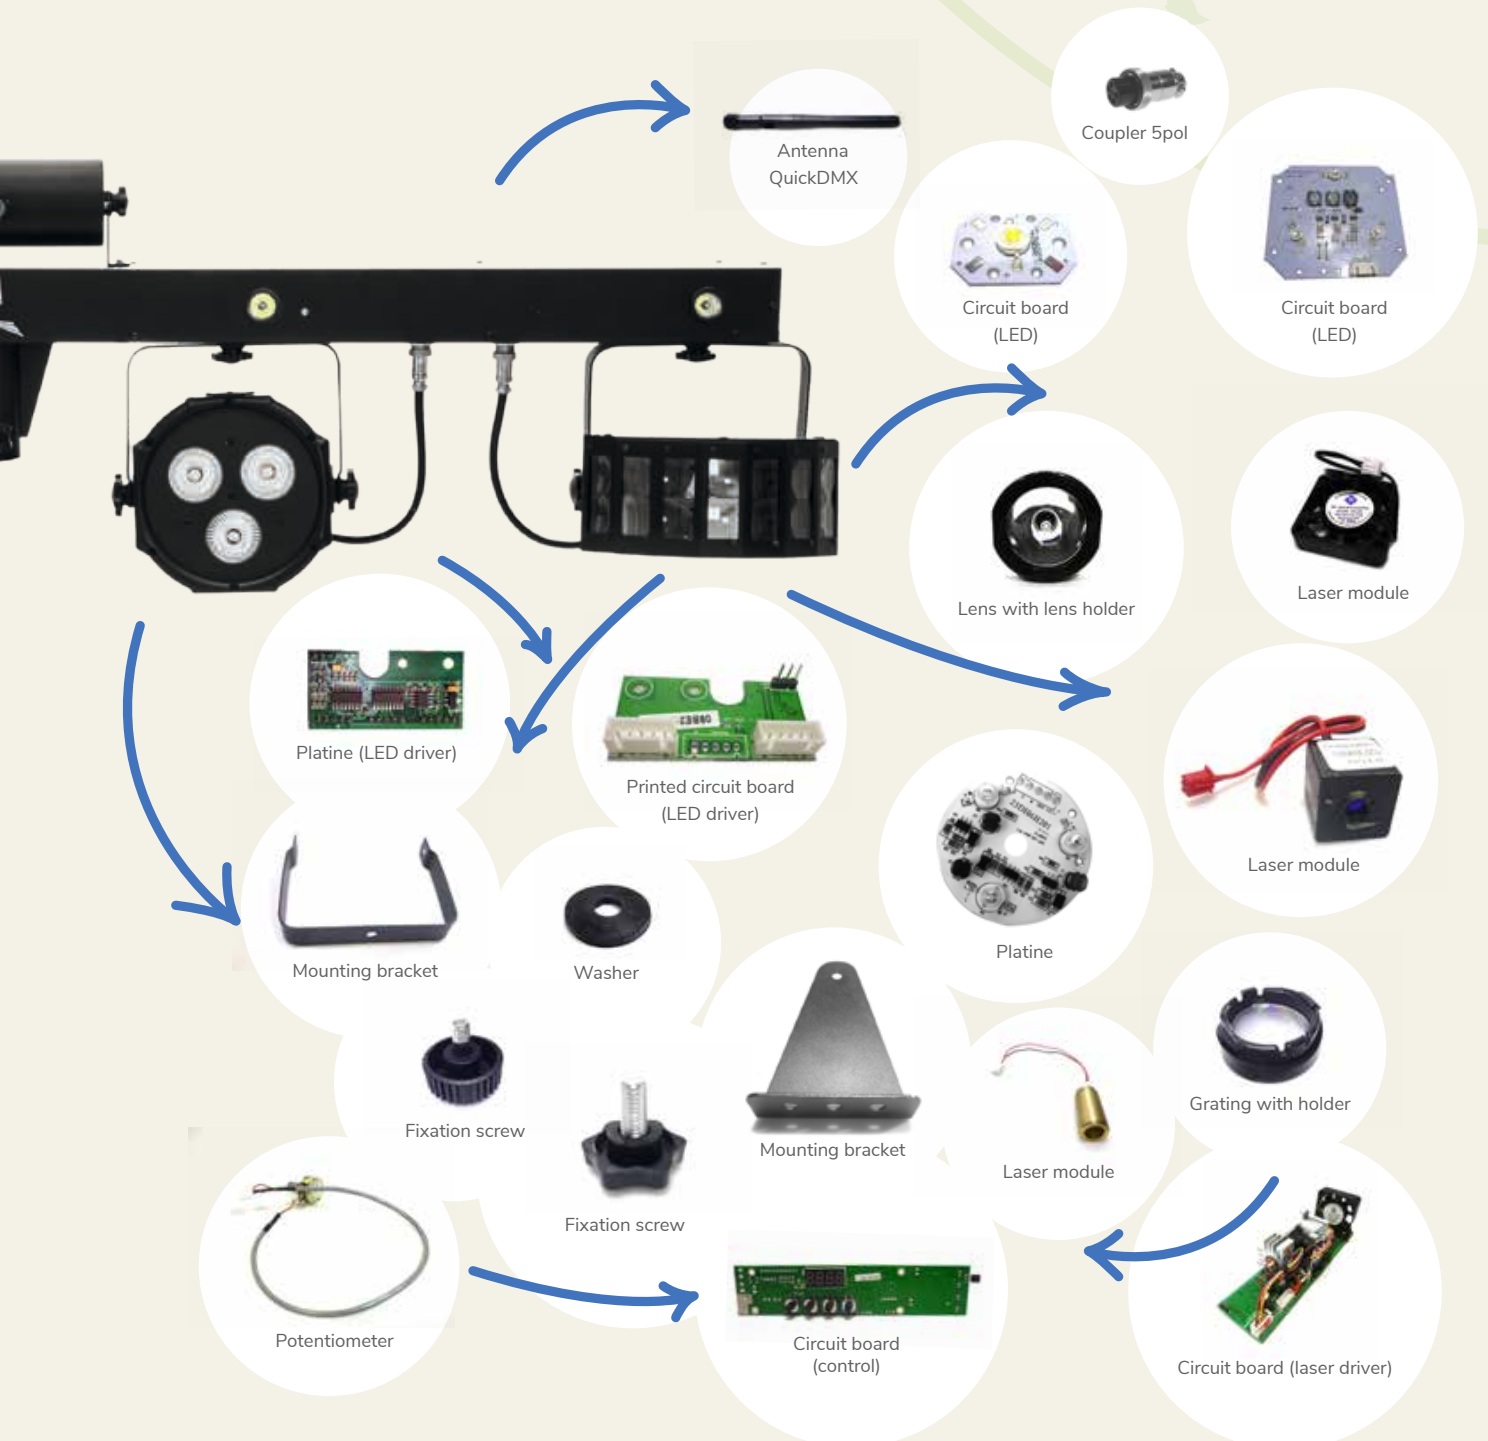 Coupler 5pol
Antenna
QuickDMX
Circuit board
(LED)
Circuit board
(LED)
Lens with lens holder
Laser module
Platine (LED driver)
Printed circuit board
(LED driver)
Laser module
Platine
Mounting bracket
Washer
Grating with holder
Fixation screw
Mounting bracket
Laser module
Fixation screw
Potentiometer
Circuit board
(control)
Circuit board (laser driver)